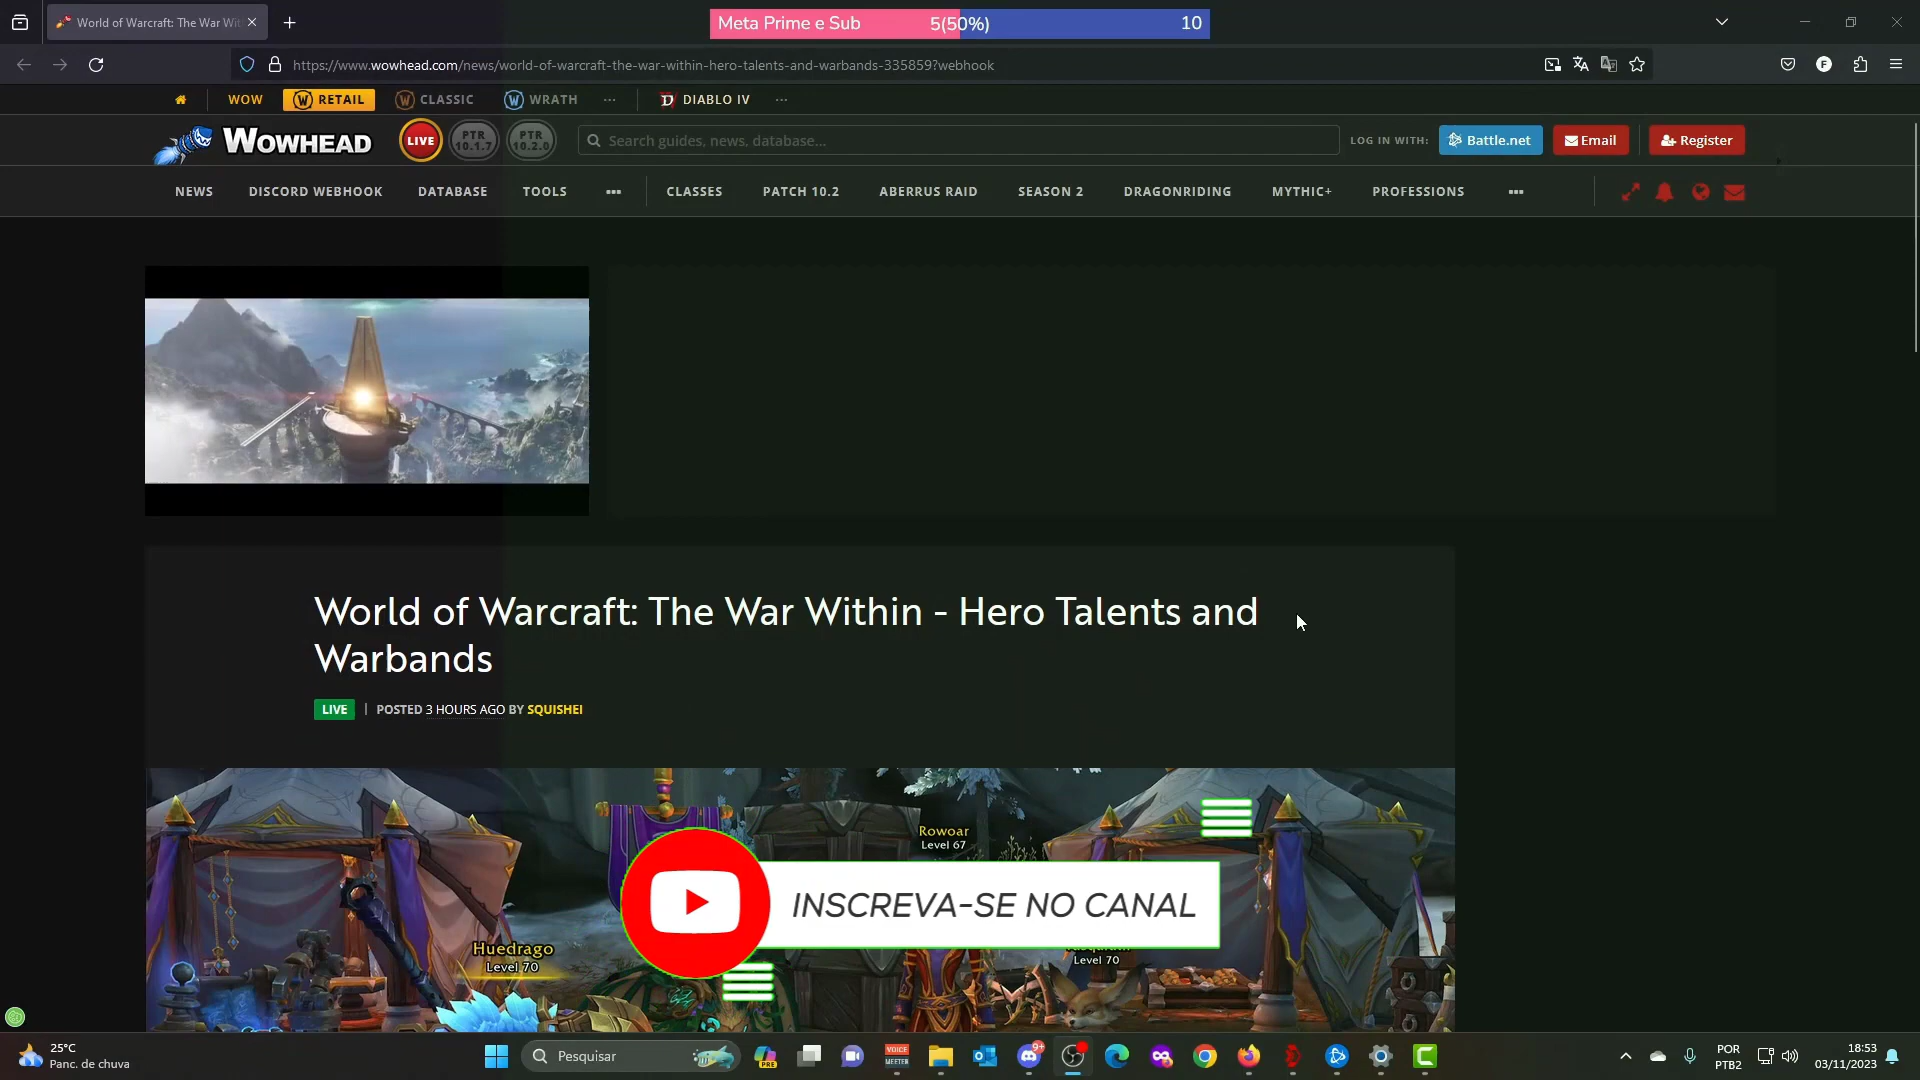 World of Warcraft: The War Wit
Meta Prime e Sub 5(50%) 10
https://www.wowhead.com/news/world-of-warcraft-the-war-within-hero-talents-and-warbands-335859?webhook
F
WOW RETAIL CLASSIC WRATH ... DIABLO IV ...
WOWHEAD LIVE PTR 10.1.7 PTR 10.2.0 Search guides, news, database... LOG IN WITH: Battle.net Email Register
NEWS DISCORD WEBHOOK DATABASE TOOLS ... CLASSES PATCH 10.2 ABERRUS RAID SEASON 2 DRAGONRIDING MYTHIC+ PROFESSIONS ...
World of Warcraft: The War Within - Hero Talents and
Warbands
LIVE | POSTED 3 HOURS AGO BY SQUISHEI
Rowoar
Level 67
INSCREVA-SE NO CANAL
Huedrago
Level 70
Level 70
25°C
Panc. de chuva
Pesquisar
PRE
VOICE
MEETER
9+
POR
PTB2
18:53
03/11/2023